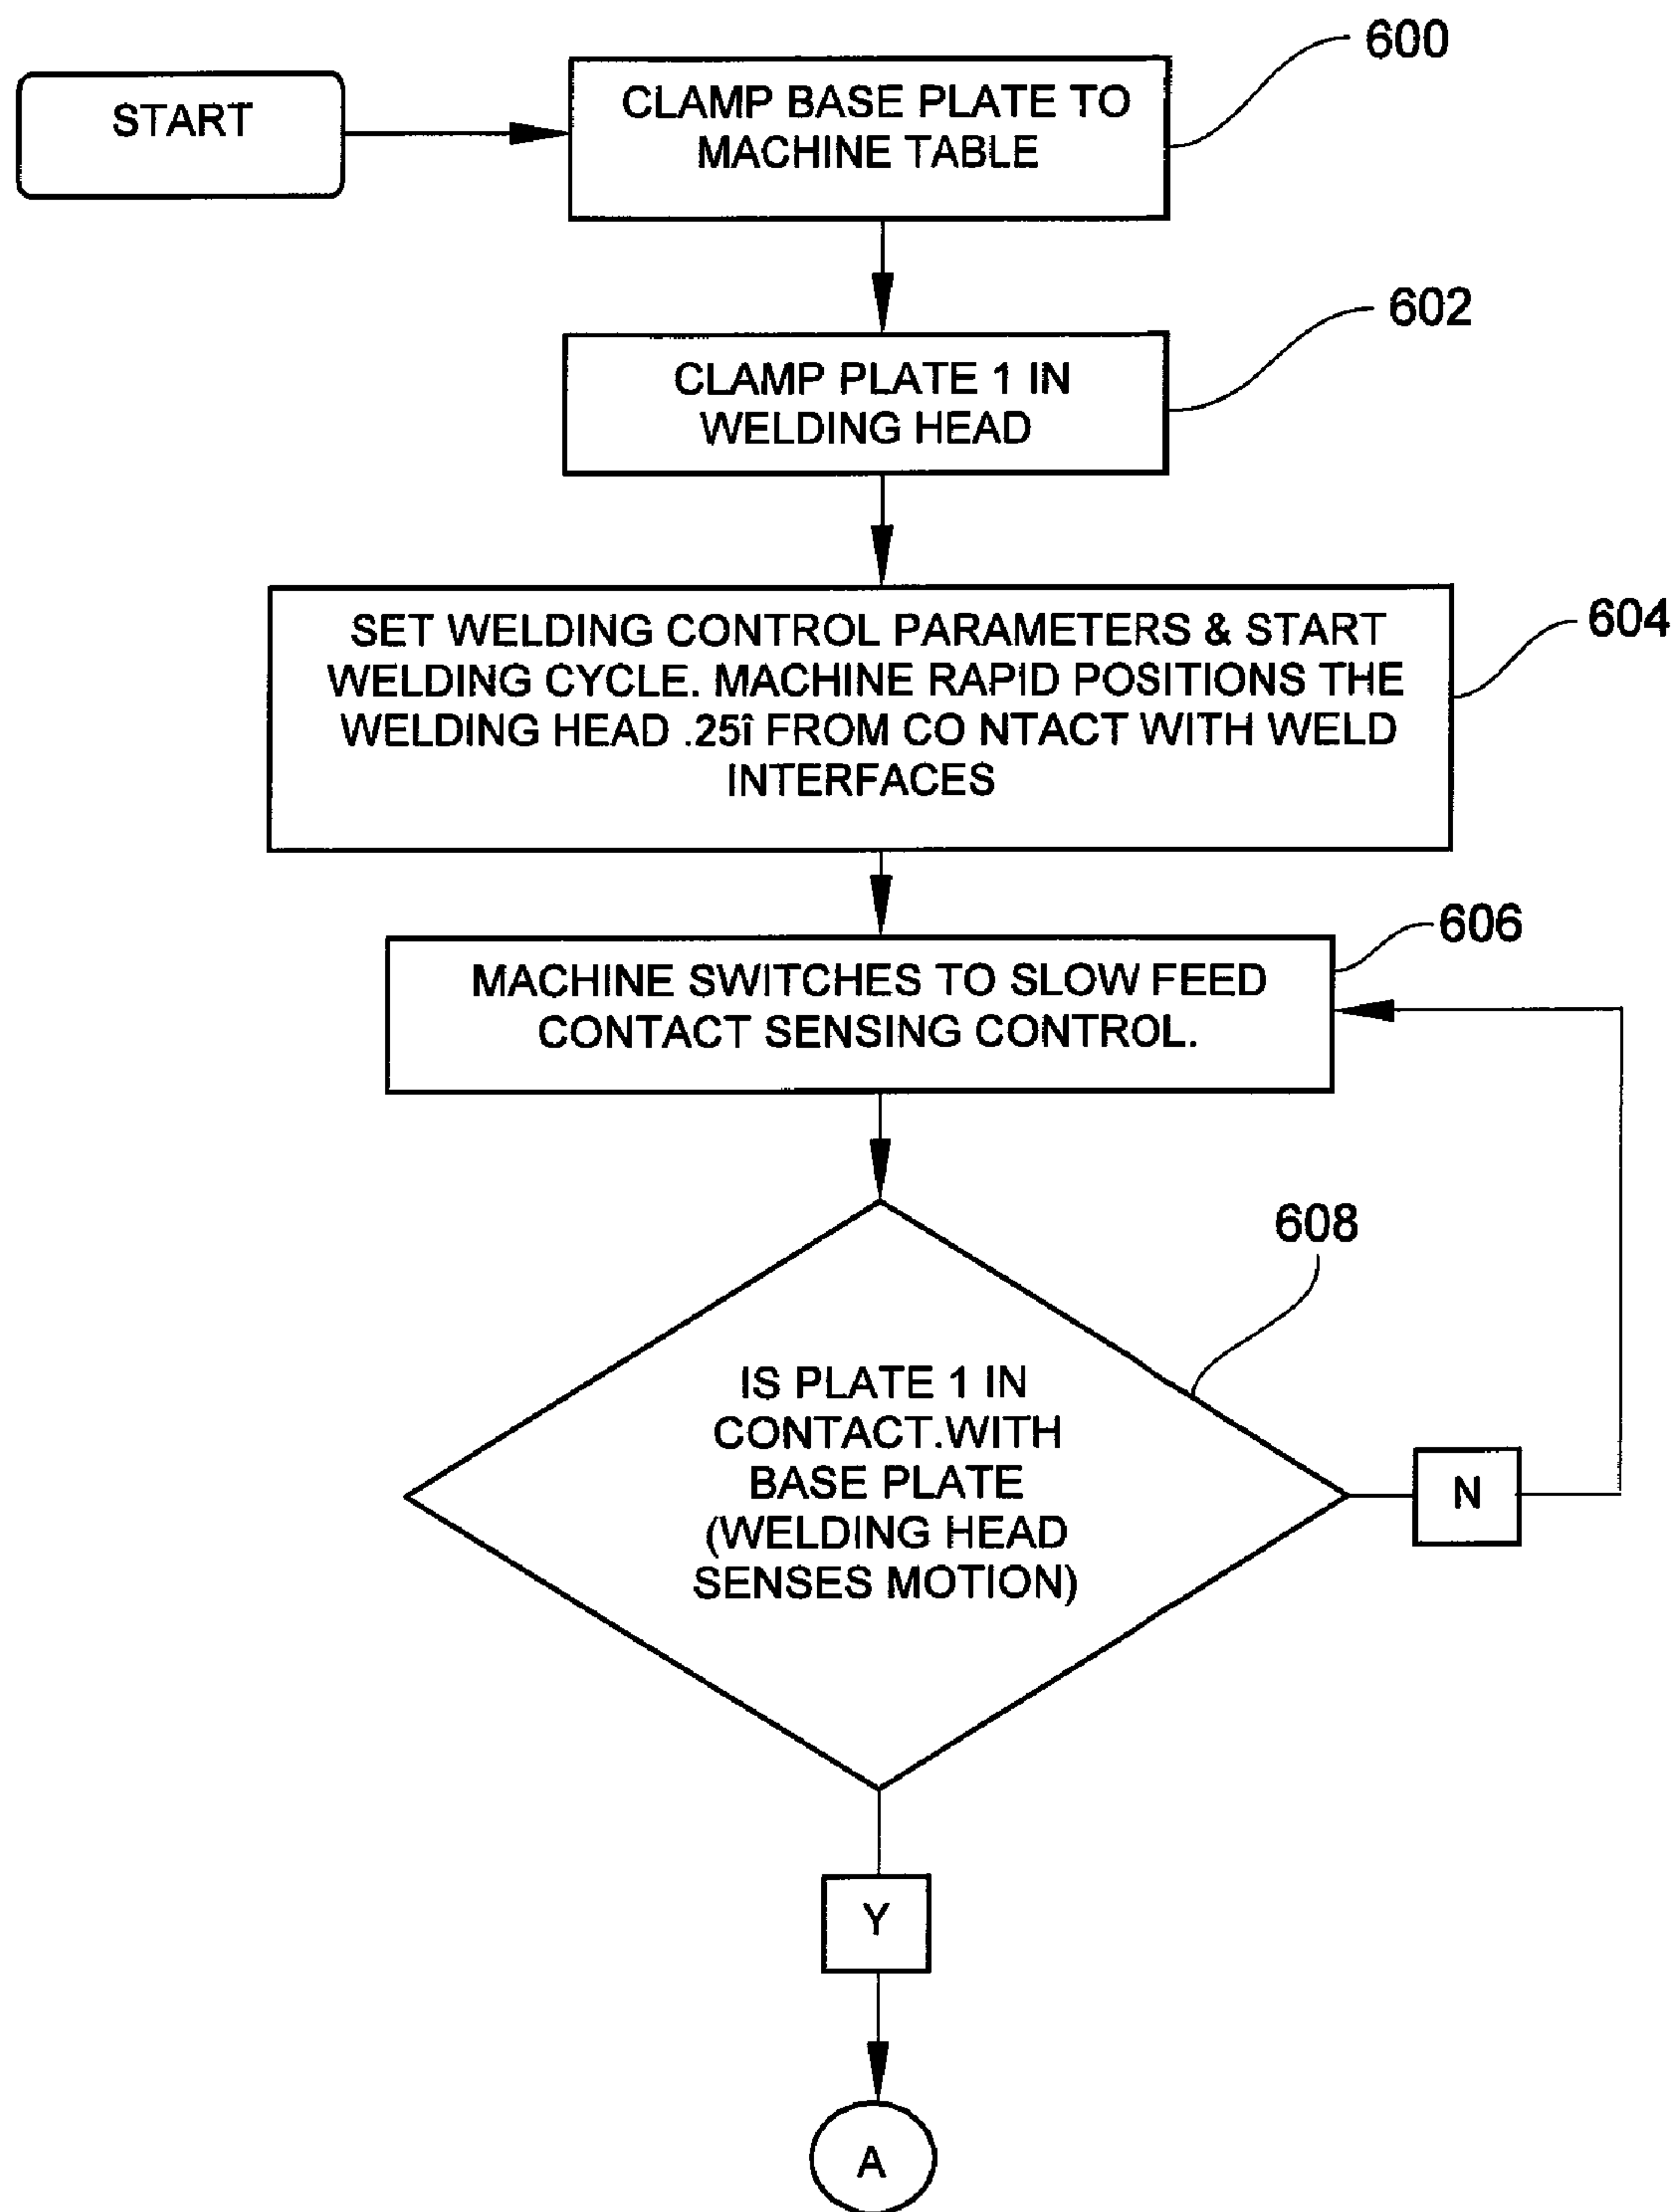 600
START
CLAMP BASE PLATE TO
MACHINE TABLE
602
CLAMP PLATE 1 IN
WELDING HEAD
604
SET WELDING CONTROL PARAMETERS & START
WELDING CYCLE. MACHINE RAPID POSITIONS THE
WELDING HEAD .25î FROM CO NTACT WITH WELD
INTERFACES
606
MACHINE SWITCHES TO SLOW FEED
CONTACT SENSING CONTROL.
608
IS PLATE 1 IN
CONTACT.WITH
BASE PLATE
(WELDING HEAD
SENSES MOTION)
N
Y
A